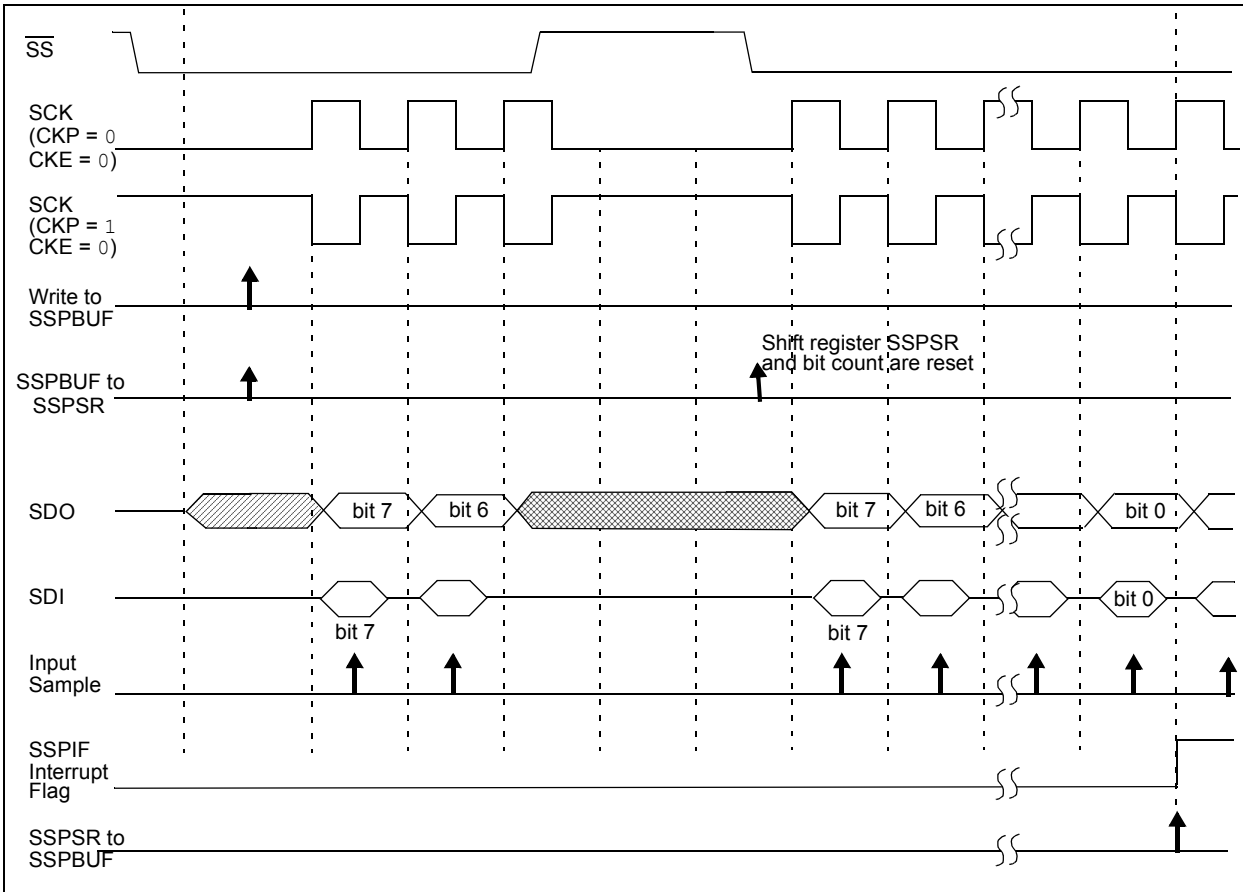 SS
SCK
(CKP = 0
CKE = 0)
SCK
(CKP = 1
CKE = 0)
Write to
SSPBUF
Shift register SSPSR
and bit count are reset
SSPBUF to
SSPSR
SDO
bit 7
bit 6
bit 7
bit 6
bit 0
SDI
bit 0
bit 7
bit 7
Input
Sample
SSPIF
Interrupt
Flag
SSPSR to
SSPBUF